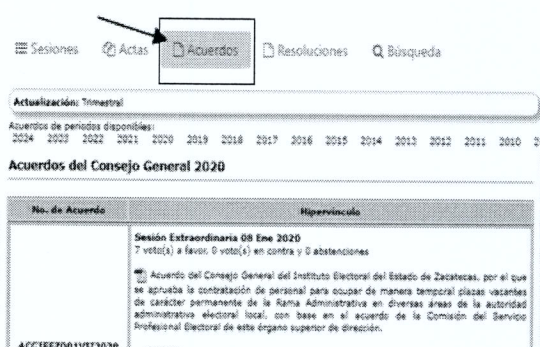 Sesiones Actas Acuerdos Resoluciones Búsqueda
Actualización: Trimestral
Acuerdos de periodos disponibles:
2024 2023 2022 2021 2020 2019 2018 2017 2016 2015 2014 2013 2012 2011 2010
Acuerdos del Consejo General 2020
No. de Acuerdo Hipervínculo
Sesión Extraordinaria 08 Ene 2020
7 voto(s) a favor, 0 voto(s) en contra y 0 abstenciones
Acuerdo del Consejo General del Instituto Electoral del Estado de Zacatecas, por el que
se aprueba la contratación de personal para ocupar de manera temporal plazas vacantes
de carácter permanente de la Rama Administrativa en diversas áreas de la autoridad
administrativa electoral local, con base en el acuerdo de la Comisión del Servicio
Profesional Electoral de este órgano superior de dirección.